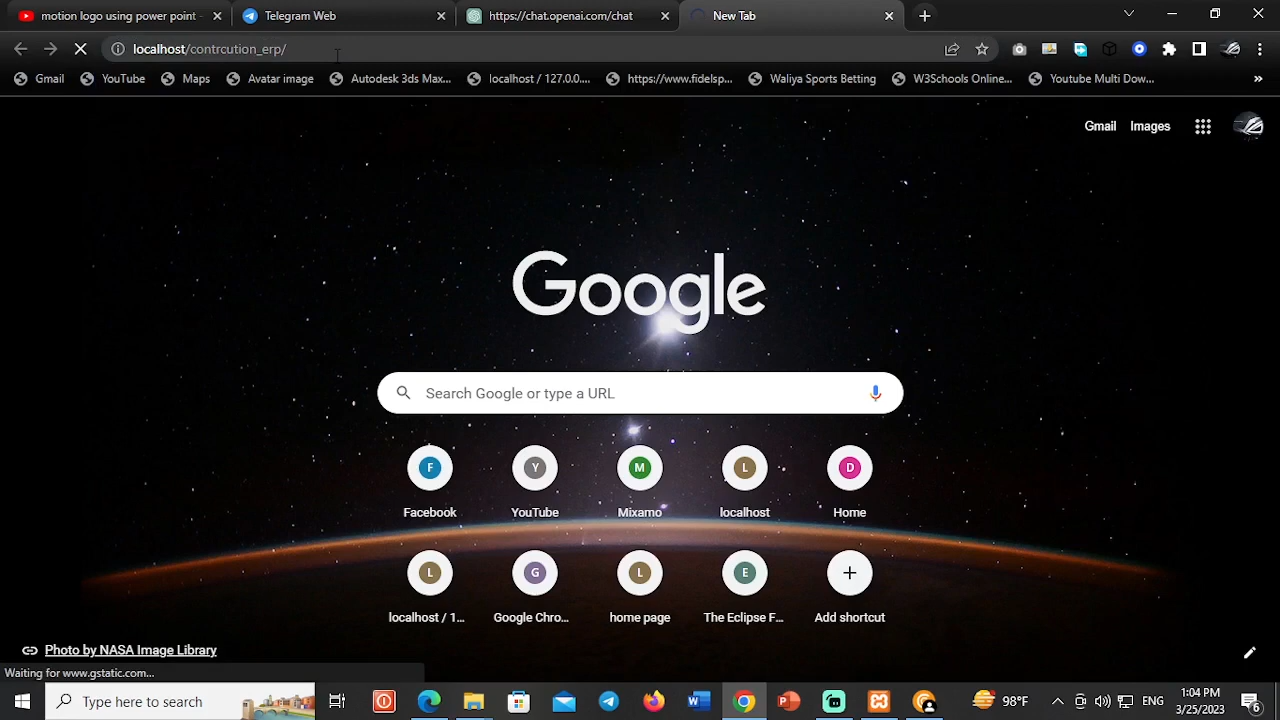 motion logo using power point -
Telegram Web
https://chat.openai.com/chat
New Tab
localhost/contrcution_erp/
Gmail
YouTube
Maps
Avatar image
Autodesk 3ds Max...
localhost / 127.0.0....
https://www.fidelsp...
Waliya Sports Betting
W3Schools Online...
Youtube Multi Dow...
»
Gmail
Images
Google
Search Google or type a URL
F
Y
M
L
D
Facebook
YouTube
Mixamo
localhost
Home
L
G
L
E
localhost / 1...
Google Chro...
home page
The Eclipse F...
Add shortcut
Photo by NASA Image Library
Waiting for www.gstatic.com...
Type here to search
98°F
ENG
1:04 PM
3/25/2023
6